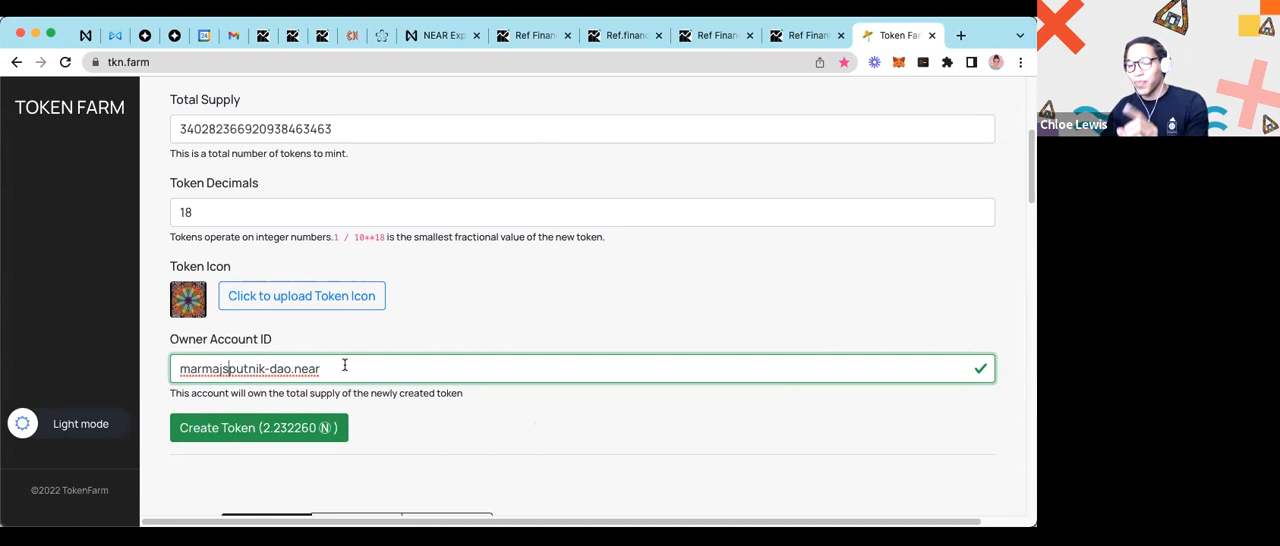 NEAR Exp
Ref Financ
Ref.financ
Ref Financ
Ref Financ
Token Far
tkn.farm
TOKEN FARM
Total Supply
340282366920938463463
This is a total number of tokens to mint.
Token Decimals
18
Tokens operate on integer numbers.1 / 10**18 is the smallest fractional value of the new token.
Token Icon
Click to upload Token Icon
Owner Account ID
marmajsputnik-dao.near
This account will own the total supply of the newly created token
Create Token (2.232260 Ⓝ )
Light mode
©2022 TokenFarm
Chloe Lewis